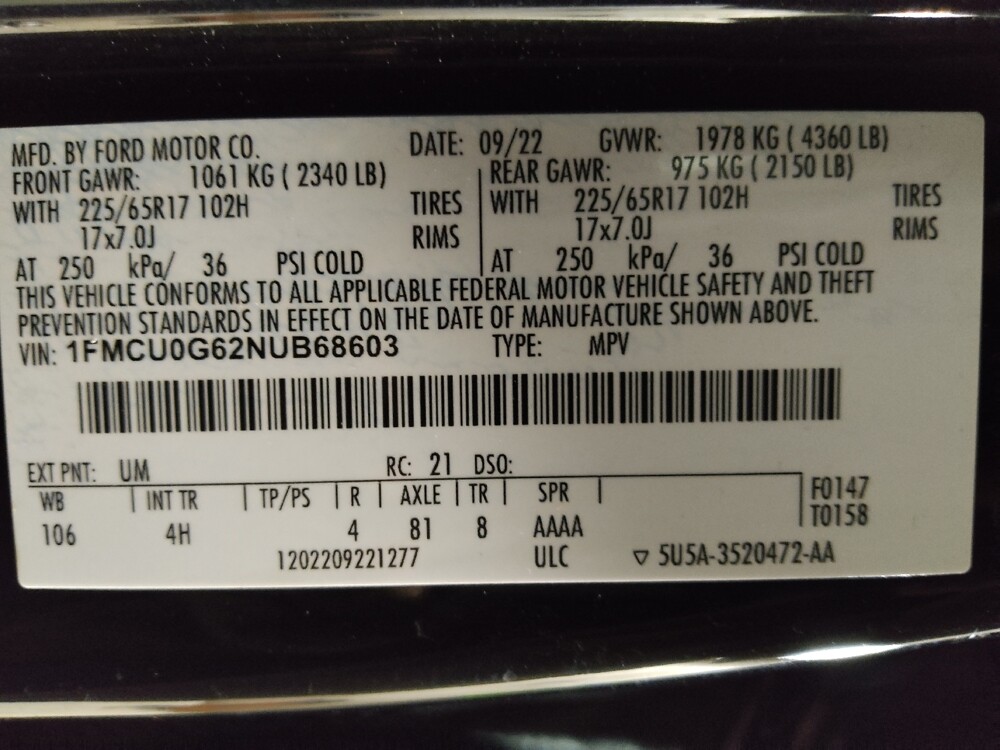 MFD. BY FORD MOTOR CO. DATE: 09/22 GVWR: 1978 KG ( 4360 LB)
FRONT GAWR: 1061 KG ( 2340 LB) REAR GAWR: 975 KG ( 2150 LB)
WITH 225/65R17 102H TIRES WITH 225/65R17 102H TIRES
17x7.0J RIMS 17x7.0J RIMS
AT 250 kPa/ 36 PSI COLD AT 250 kPa/ 36 PSI COLD
THIS VEHICLE CONFORMS TO ALL APPLICABLE FEDERAL MOTOR VEHICLE SAFETY AND THEFT
PREVENTION STANDARDS IN EFFECT ON THE DATE OF MANUFACTURE SHOWN ABOVE.
VIN: 1FMCU0G62NUB68603 TYPE: MPV
EXT PNT: UM RC: 21 DSO:
WB INT TR TP/PS R AXLE TR SPR F0147
T0158
106 4H 4 81 8 AAAA
1202209221277 ULC ▽ 5U5A-3520472-AA